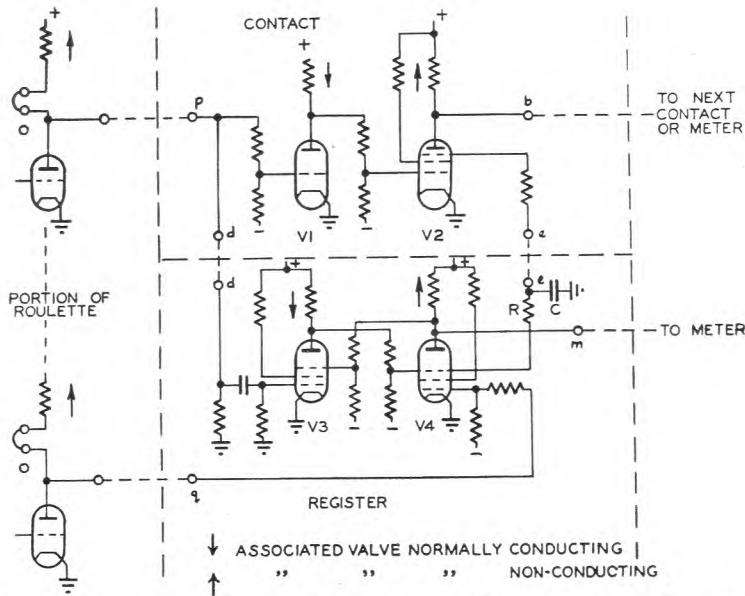 +
CONTACT
+
+
p
b
TO NEXT
CONTACT
OR METER
V1
V2
−
−
d
e
d
e
+
+
R
C
PORTION OF
ROULETTE
m
TO METER
V3
V4
−
−
−
q
REGISTER
↓ ASSOCIATED VALVE NORMALLY CONDUCTING
↑ ,, ,, ,, NON-CONDUCTING